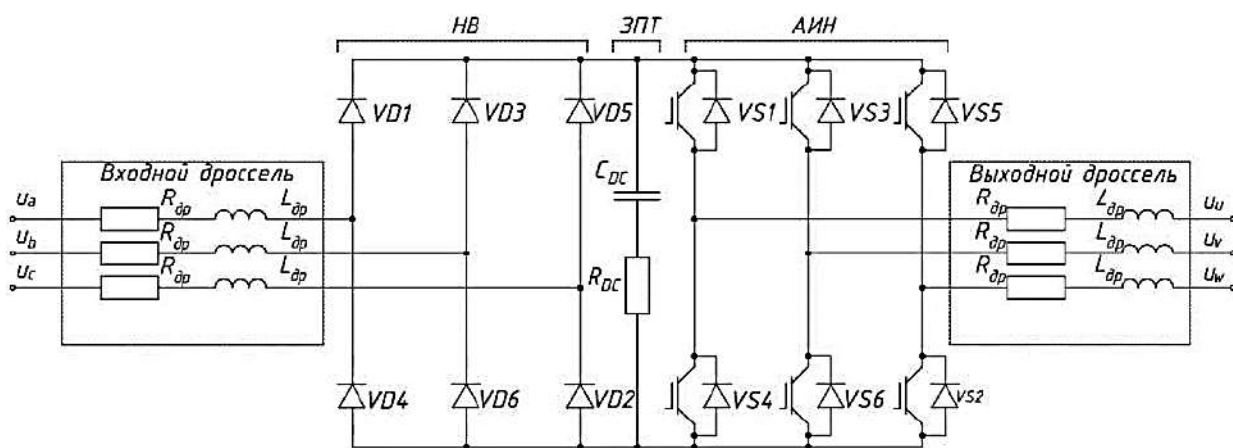 НВ ЗПТ АИН
VD1 VD3 VD5 VS1 VS3 VS5
Входной дроссель
Выходной дроссель
C_DC
u_a R_др L_др
R_др L_др u_u
u_b R_др L_др
R_др L_др u_v
u_c R_др L_др
R_др L_др u_w
R_DC
VD4 VD6 VD2 VS4 VS6 VS2